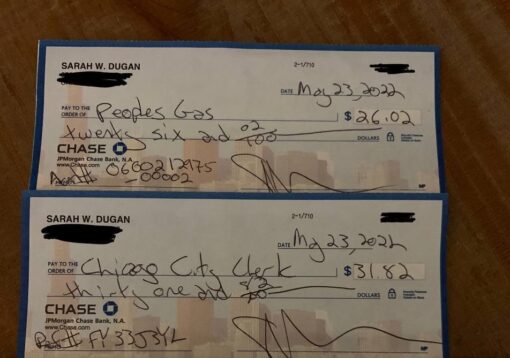 SARAH W. DUGAN
2-1/710
DATE May 23, 2022
PAY TO THE
ORDER OF Peoples Gas $ 26.02
twenty six and 02/100 DOLLARS
CHASE
JPMorgan Chase Bank, N.A.
www.Chase.com
Acct# 0600212975
-00002
MP
SARAH W. DUGAN
2-1/710
DATE May 23, 2022
PAY TO THE
ORDER OF Chicago City Clerk $ 31.82
thirty one and 82/100 DOLLARS
CHASE
JPMorgan Chase Bank, N.A.
www.Chase.com
MP